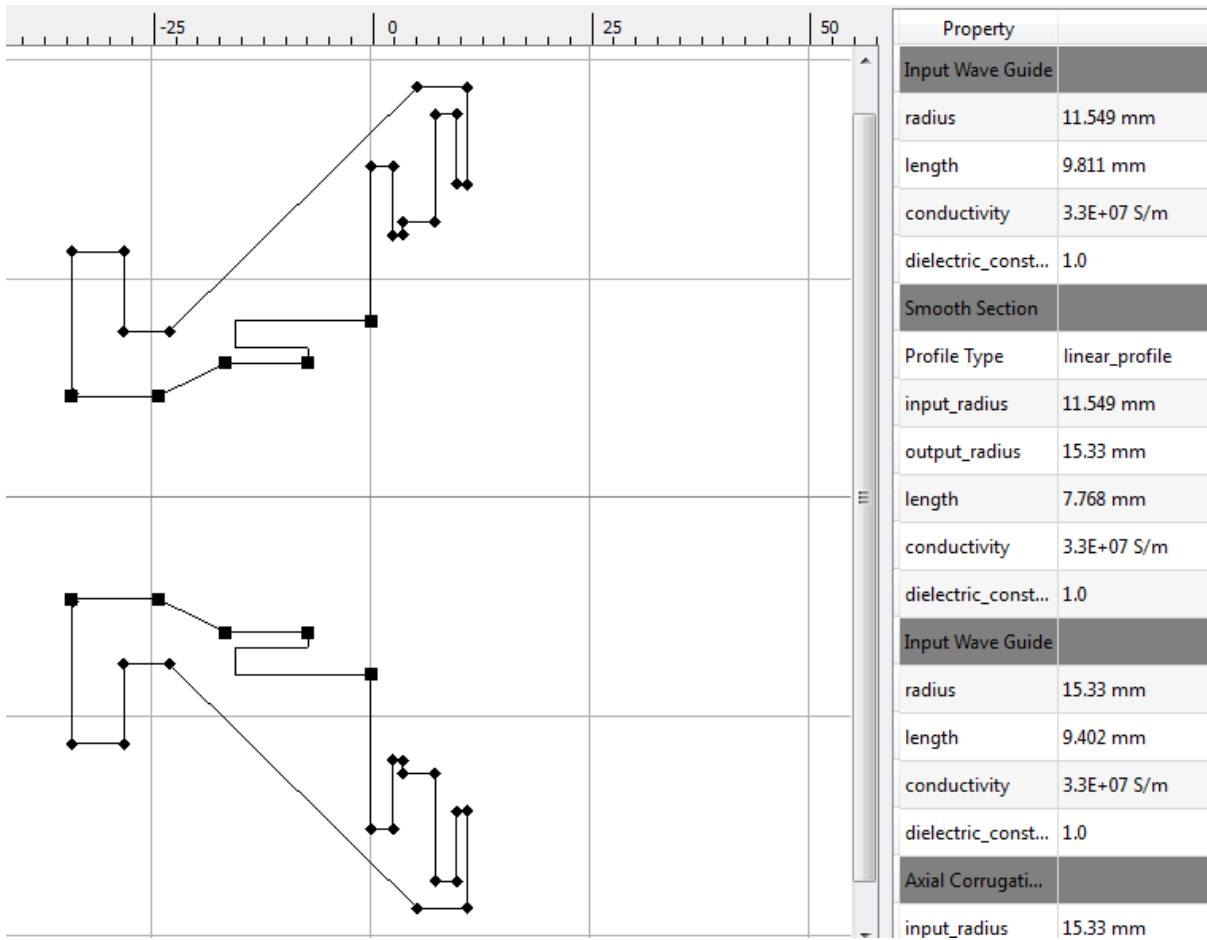 -25 0 25 50
Property
Input Wave Guide
radius 11.549 mm
length 9.811 mm
conductivity 3.3E+07 S/m
dielectric_const... 1.0
Smooth Section
Profile Type linear_profile
input_radius 11.549 mm
output_radius 15.33 mm
length 7.768 mm
conductivity 3.3E+07 S/m
dielectric_const... 1.0
Input Wave Guide
radius 15.33 mm
length 9.402 mm
conductivity 3.3E+07 S/m
dielectric_const... 1.0
Axial Corrugati...
input_radius 15.33 mm